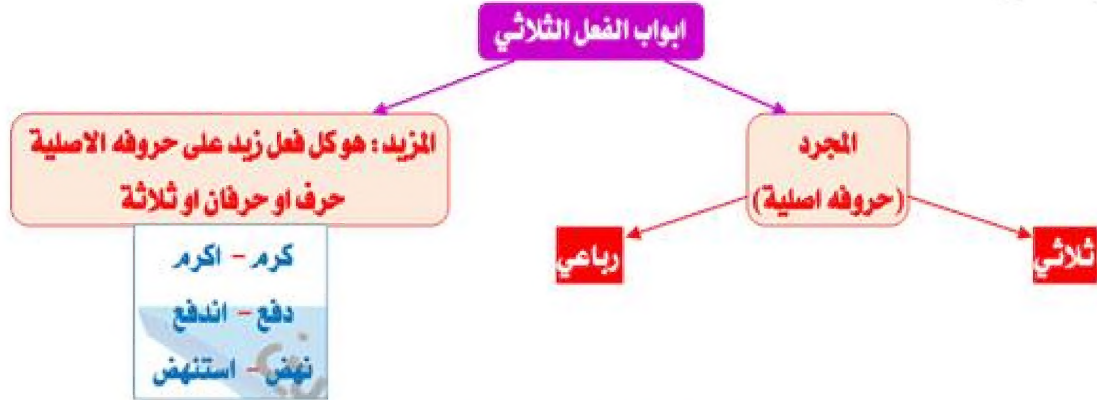 ابواب الفعل الثلاثي
المجرد
(حروفه اصلية)
ثلاثي
رباعي
المزيد : هو كل فعل زيد على حروفه الاصلية
حرف او حرفان او ثلاثة
كرم – اكرم
دفع – اندفع
نهض – استنهض